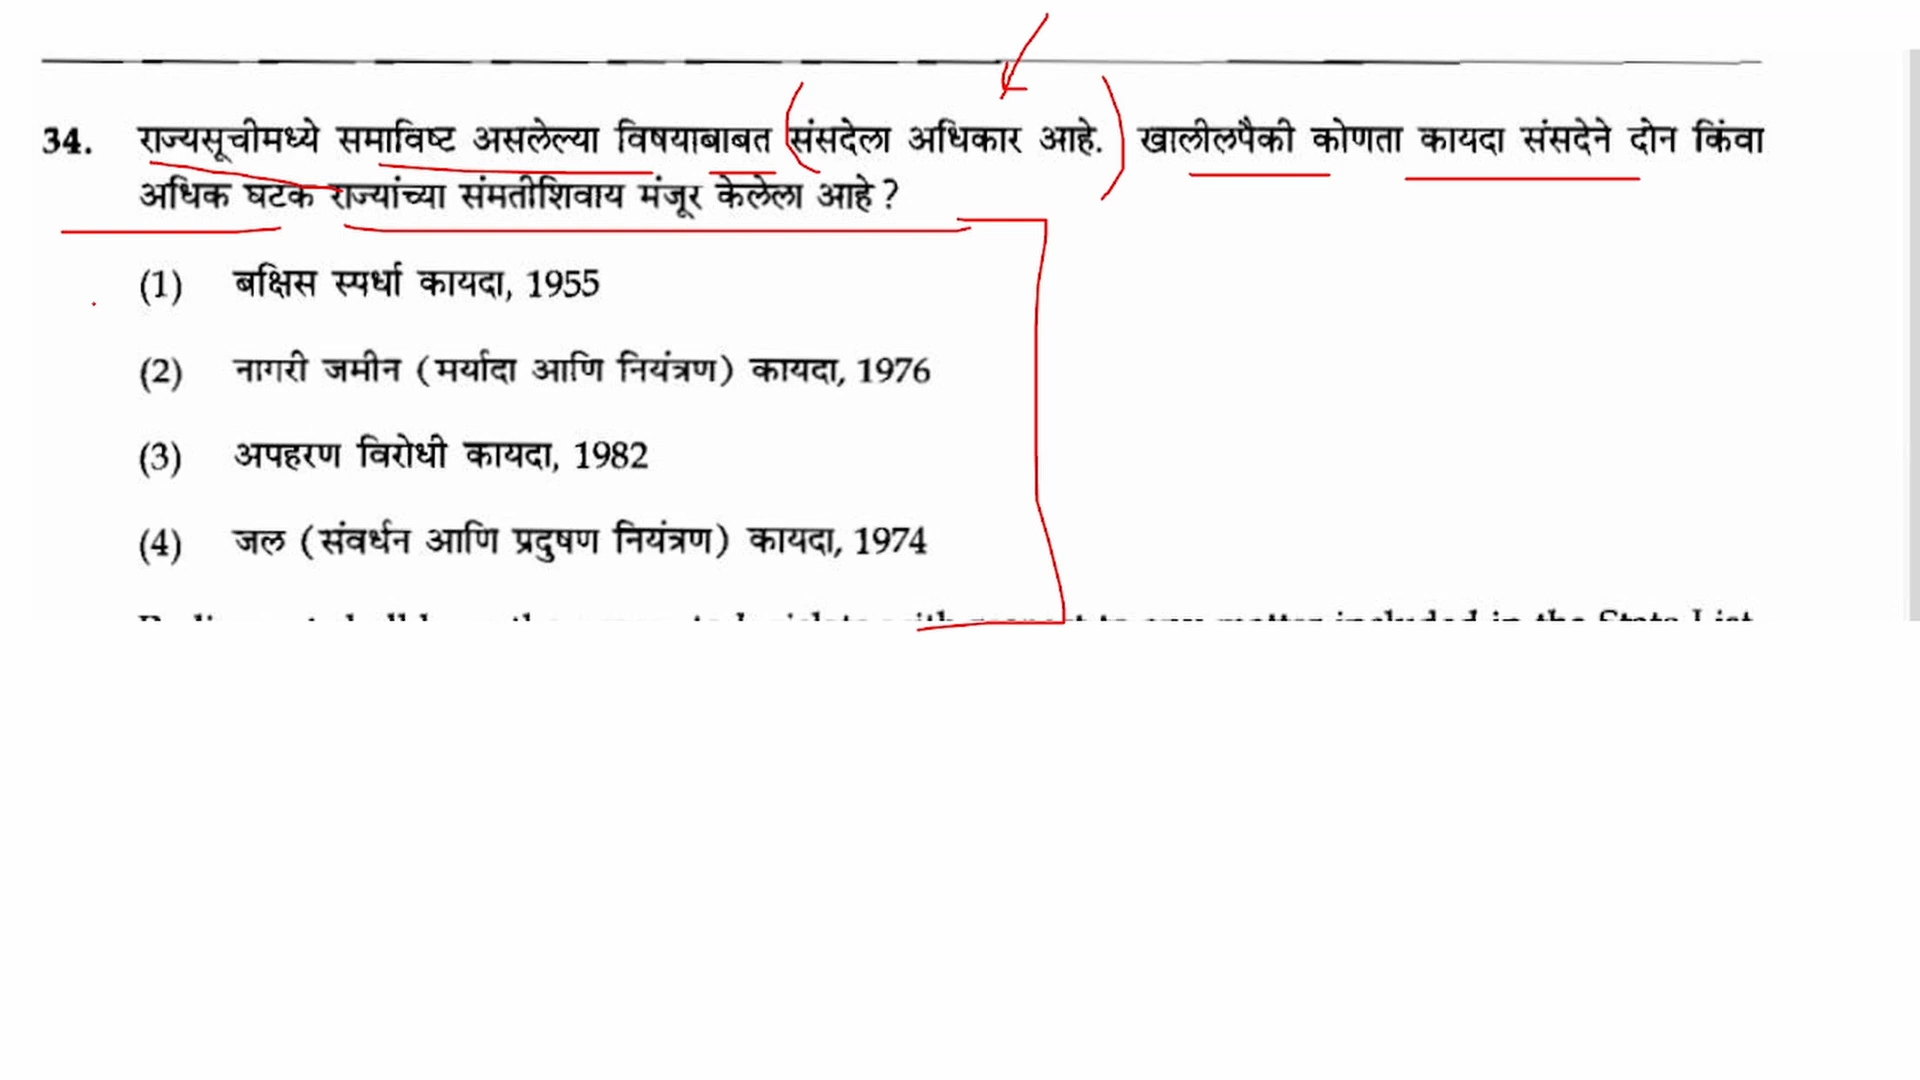 34. राज्यसूचीमध्ये समाविष्ट असलेल्या विषयाबाबत संसदेला अधिकार आहे. खालीलपैकी कोणता कायदा संसदेने दोन किंवा
अधिक घटक राज्यांच्या संमतीशिवाय मंजूर केलेला आहे ?
(1) बक्षिस स्पर्धा कायदा, 1955
(2) नागरी जमीन (मर्यादा आणि नियंत्रण) कायदा, 1976
(3) अपहरण विरोधी कायदा, 1982
(4) जल (संवर्धन आणि प्रदुषण नियंत्रण) कायदा, 1974